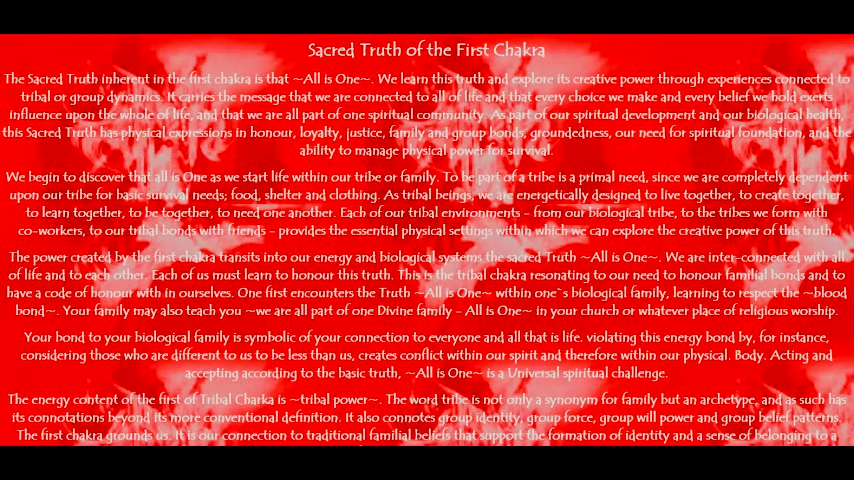 Sacred Truth of the First Chakra
The Sacred Truth inherent in the first chakra is that ~All is One~. We learn this truth and explore its creative power through experiences connected to
tribal or group dynamics. It carries the message that we are connected to all of life and that every choice we make and every belief we hold exerts
influence upon the whole of life, and that we are all part of one spiritual community. As part of our spiritual development and our biological health,
this Sacred Truth has physical expressions in honour, loyalty, justice, family and group bonds, groundedness, our need for spiritual foundation, and the
ability to manage physical power for survival.
We begin to discover that all is One as we start life within our tribe or family. To be part of a tribe is a primal need, since we are completely dependent
upon our tribe for basic survival needs; food, shelter and clothing. As tribal beings, we are energetically designed to live together, to create together,
to learn together, to be together, to need one another. Each of our tribal environments - from our biological tribe, to the tribes we form with
co-workers, to our tribal bonds with friends - provides the essential physical settings within which we can explore the creative power of this truth.
The power created by the first chakra transits into our energy and biological systems the sacred Truth ~All is One~. We are inter-connected with all
of life and to each other. Each of us must learn to honour this truth. This is the tribal chakra resonating to our need to honour familial bonds and to
have a code of honour with in ourselves. One first encounters the Truth ~All is One~ within one`s biological family, learning to respect the ~blood
bond~. Your family may also teach you ~we are all part of one Divine family - All is One~ in your church or whatever place of religious worship.
Your bond to your biological family is symbolic of your connection to everyone and all that is life. violating this energy bond by, for instance,
considering those who are different to us to be less than us, creates conflict within our spirit and therefore within our physical. Body. Acting and
accepting according to the basic truth, ~All is One~ is a Universal spiritual challenge.
The energy content of the first of Tribal Charka is ~tribal power~. The word tribe is not only a synonym for family but an archetype, and as such has
its connotations beyond its more conventional definition. It also connotes group identity, group force, group will power and group belief patterns.
The first chakra grounds us. It is our connection to traditional familial beliefs that support the formation of identity and a sense of belonging to a